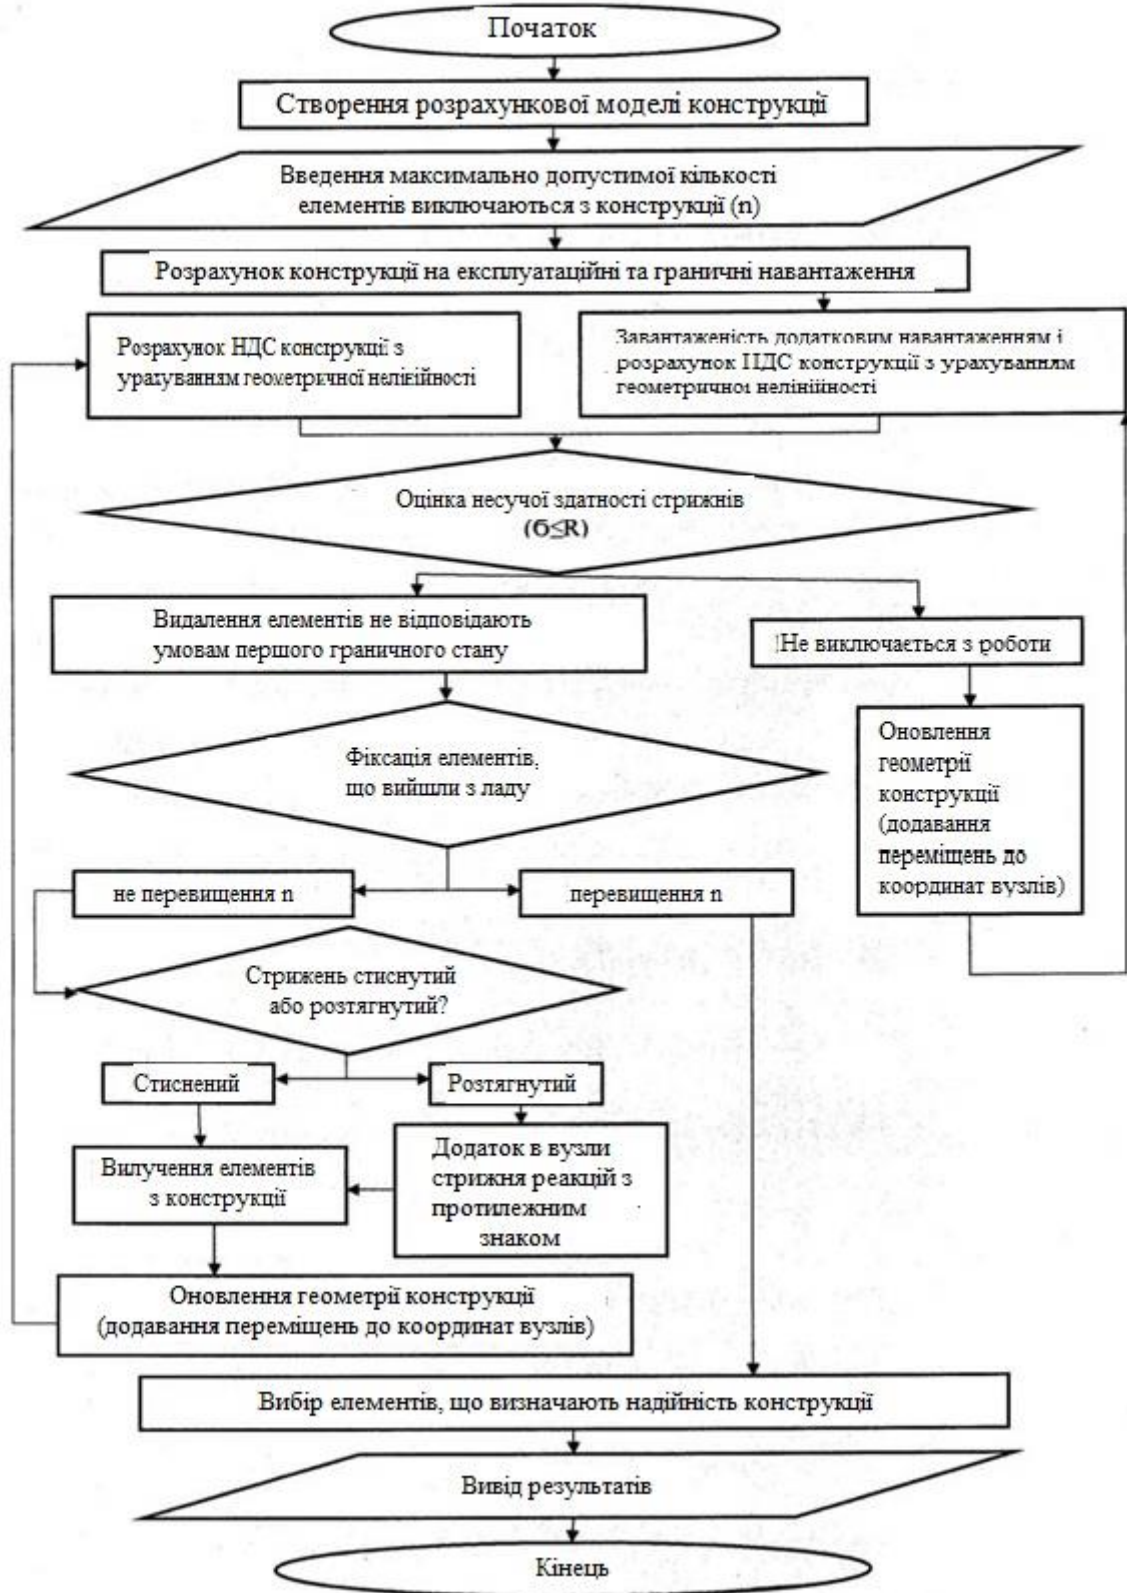 Початок
Створення розрахункової моделі конструкції
Введення максимально допустимої кількості
елементів виключаються з конструкції (n)
Розрахунок конструкції на експлуатаційні та граничні навантаження
Розрахунок НДС конструкції з
урахуванням геометричної нелінійності
Завантаженість додатковим навантаженням і
розрахунок НДС конструкції з урахуванням
геометричної нелінійності
Оцінка несучої здатності стрижнів
(б≤R)
Видалення елементів не відповідають
умовам першого граничного стану
!Не виключається з роботи
Фіксація елементів,
що вийшли з ладу
Оновлення
геометрії
конструкції
(додавання
переміщень до
координат вузлів)
не перевищення n
перевищення n
Стрижень стиснутий
або розтягнутий?
Стиснений
Розтягнутий
Вилучення елементів
з конструкції
Додаток в вузли
стрижня реакцій з
протилежним
знаком
Оновлення геометрії конструкції
(додавання переміщень до координат вузлів)
Вибір елементів, що визначають надійність конструкції
Вивід результатів
Кінець